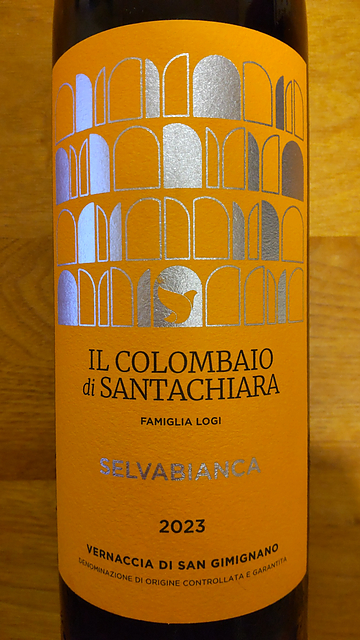 IL COLOMBAIO
di SANTACHIARA
FAMIGLIA LOGI
SELVABIANCA
2023
VERNACCIA DI SAN GIMIGNANO
DENOMINAZIONE DI ORIGINE CONTROLLATA E GARANTITA